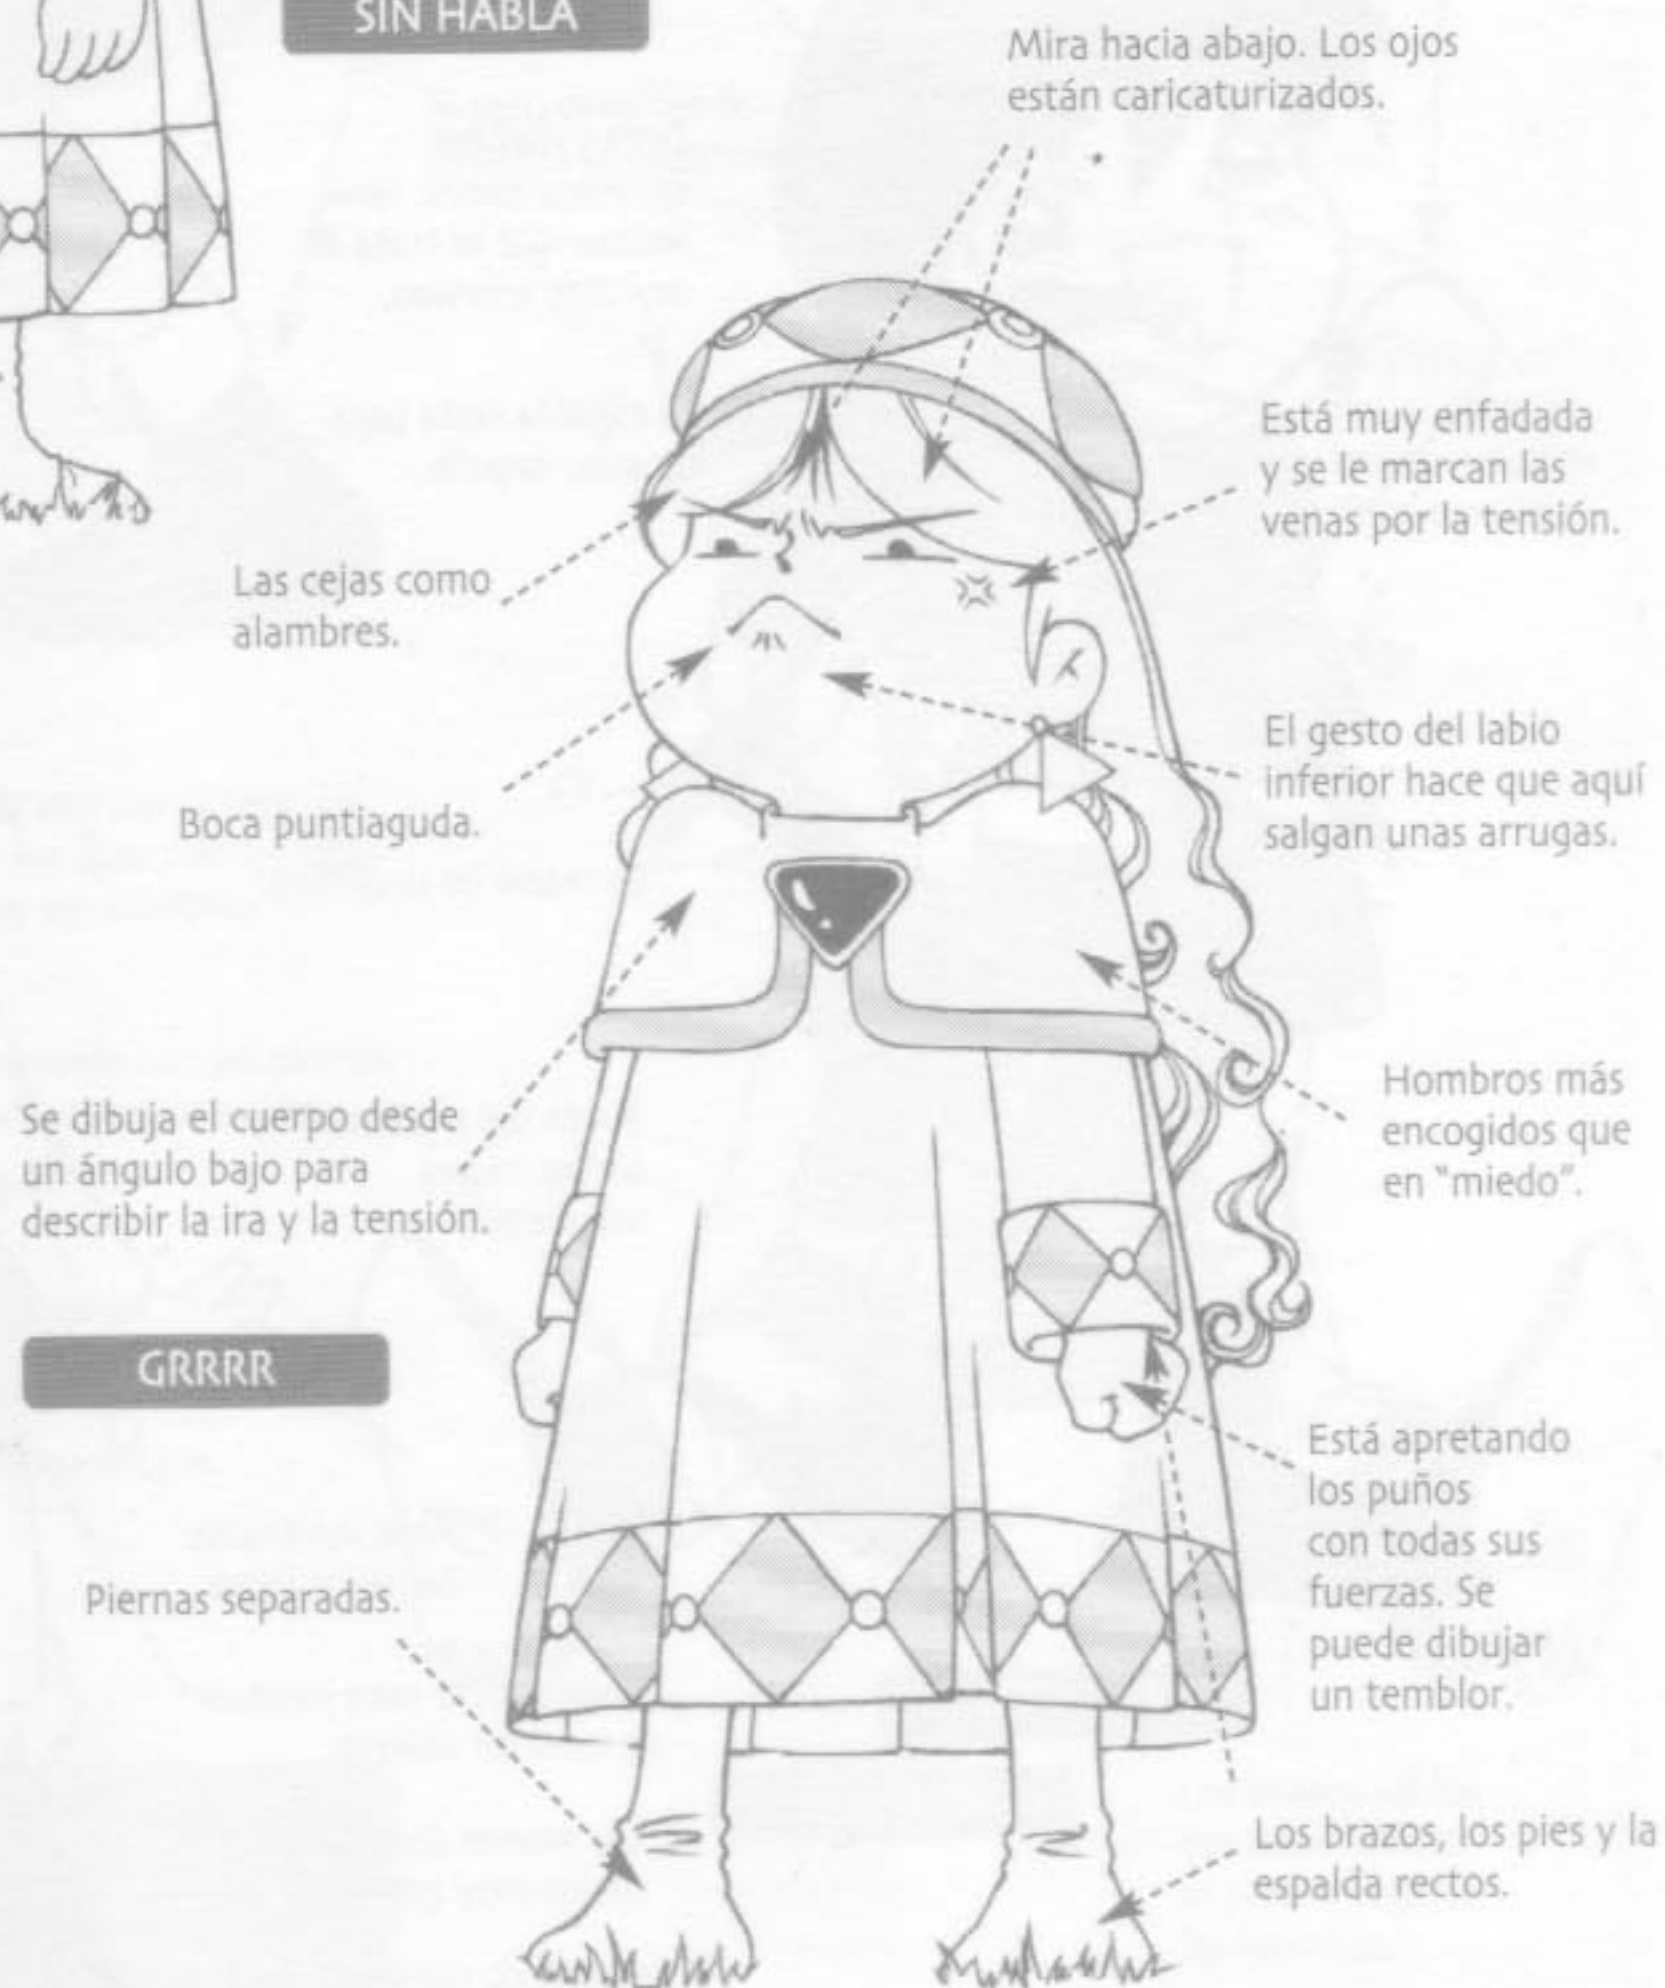 SIN HABLA
Mira hacia abajo. Los ojos
están caricaturizados.
Está muy enfadada
y se le marcan las
venas por la tensión.
Las cejas como
alambres.
El gesto del labio
inferior hace que aquí
salgan unas arrugas.
Boca puntiaguda.
Hombros más
encogidos que
en "miedo".
Se dibuja el cuerpo desde
un ángulo bajo para
describir la ira y la tensión.
GRRRR
Está apretando
los puños
con todas sus
fuerzas. Se
puede dibujar
un temblor.
Piernas separadas.
Los brazos, los pies y la
espalda rectos.